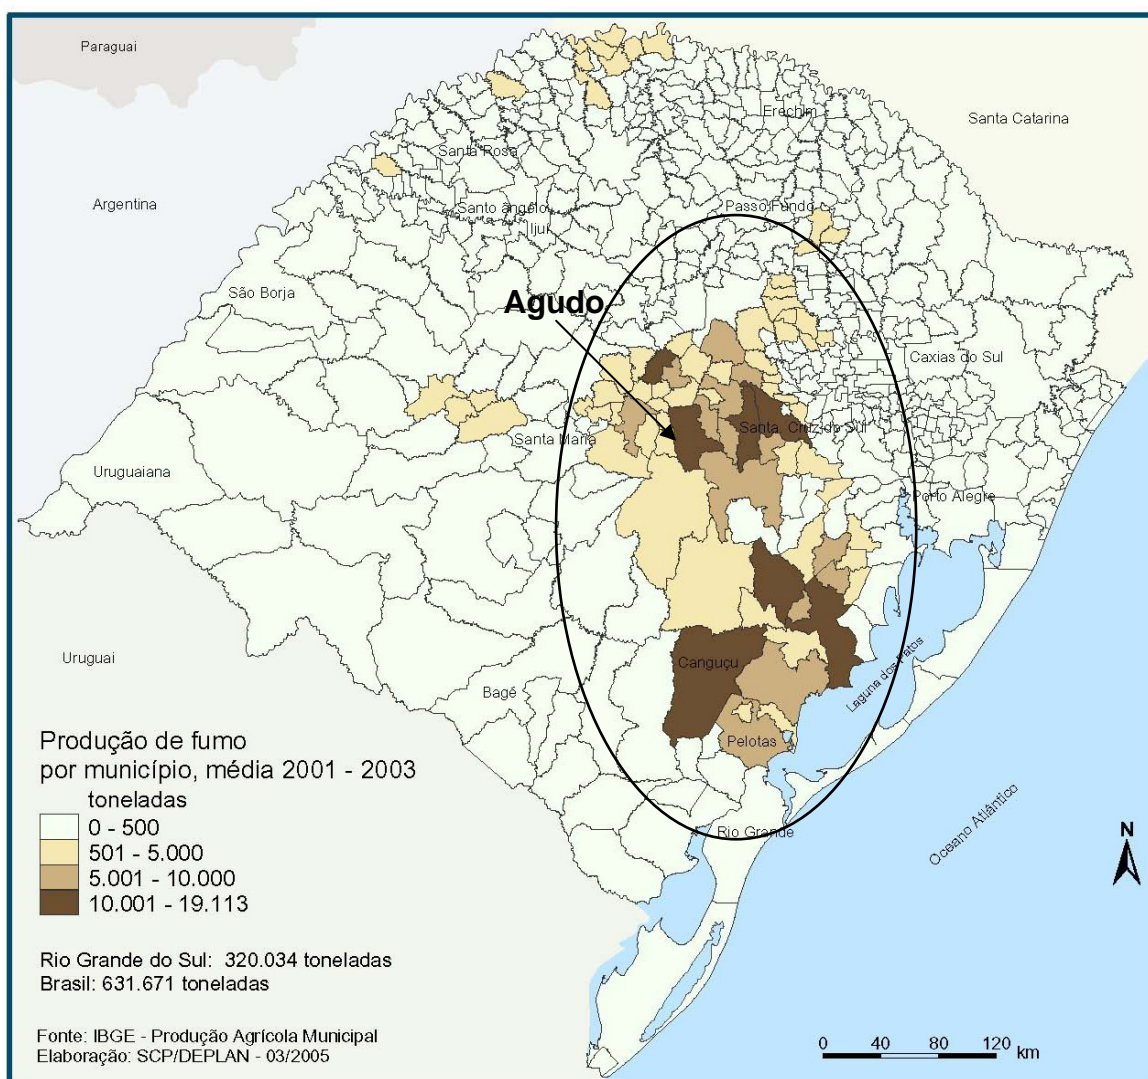 Paraguai
Santa Catarina
Erechim
Santa Rosa
Argentina
Santo ângelo
Passo Fundo
Ijuí
São Borja
Agudo
Caxias do Sul
Santa Cruz do Sul
Santa Maria
Uruguaiana
Porto Alegre
Uruguai
Canguçu
Laguna dos Patos
Bagé
Pelotas
Oceano Atlântico
Rio Grande
Produção de fumo
por município, média 2001 - 2003
toneladas
0 - 500
501 - 5.000
5.001 - 10.000
10.001 - 19.113
N
Rio Grande do Sul: 320.034 toneladas
Brasil: 631.671 toneladas
Fonte: IBGE - Produção Agrícola Municipal
Elaboração: SCP/DEPLAN - 03/2005
0 40 80 120 km